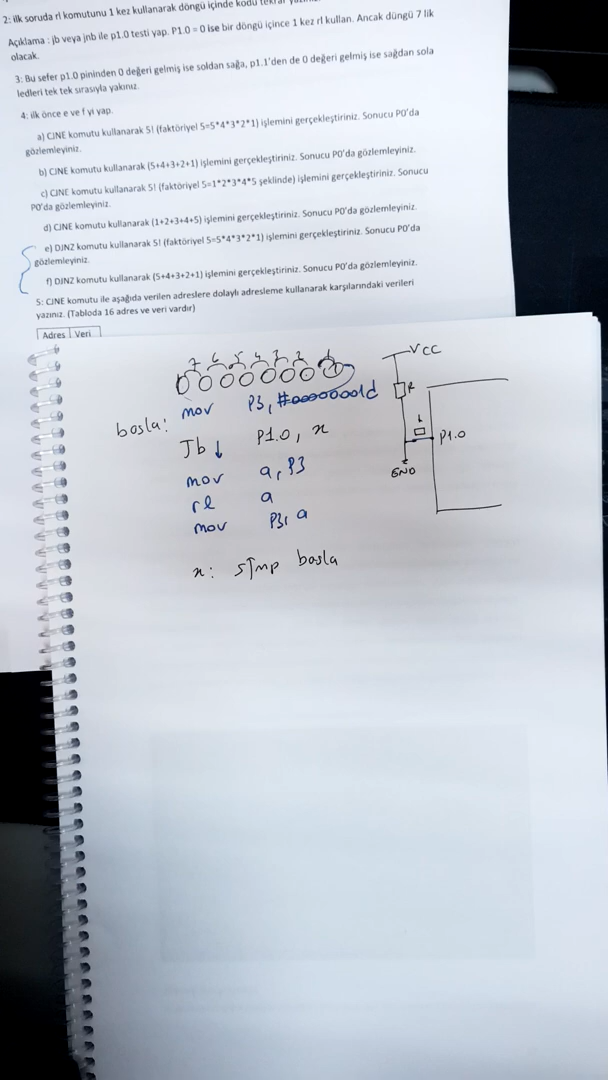 2: ilk soruda rl komutunu 1 kez kullanarak döngü içinde kodu
Açıklama : jb veya jnb ile p1.0 testi yap. P1.0 = 0 ise bir döngü içince 1 kez rl kullan. Ancak düngü 7 lik
olacak.
3: Bu sefer p1.0 pininden 0 değeri gelmiş ise soldan sağa, p1.1'den de 0 değeri gelmiş ise sağdan sola
ledleri tek tek sırasıyla yakınız.
4: ilk önce e ve f yi yap.
a) CJNE komutu kullanarak 5! (faktöriyel 5=5*4*3*2*1) işlemini gerçekleştiriniz. Sonucu P0'da
gözlemleyiniz.
b) CJNE komutu kullanarak (5+4+3+2+1) işlemini gerçekleştiriniz. Sonucu P0'da gözlemleyiniz.
c) CJNE komutu kullanarak 5! (faktöriyel 5=1*2*3*4*5 şeklinde) işlemini gerçekleştiriniz. Sonucu
P0'da gözlemleyiniz.
d) CJNE komutu kullanarak (1+2+3+4+5) işlemini gerçekleştiriniz. Sonucu P0'da gözlemleyiniz.
e) DJNZ komutu kullanarak 5! (faktöriyel 5=5*4*3*2*1) işlemini gerçekleştiriniz. Sonucu P0'da
gözlemleyiniz.
f) DJNZ komutu kullanarak (5+4+3+2+1) işlemini gerçekleştiriniz. Sonucu P0'da gözlemleyiniz.
5: CJNE komutu ile aşağıda verilen adreslere dolaylı adresleme kullanarak karşılarındaki verileri
yazınız. (Tabloda 16 adres ve veri vardır)
Adres Veri
7 6 5 4 3 2 1
VCC
mov P3, #00000001d
R
basla:
Jb P1.0, x
P1.0
mov a, P3
GND
rl a
mov P3, a
x: sjmp basla